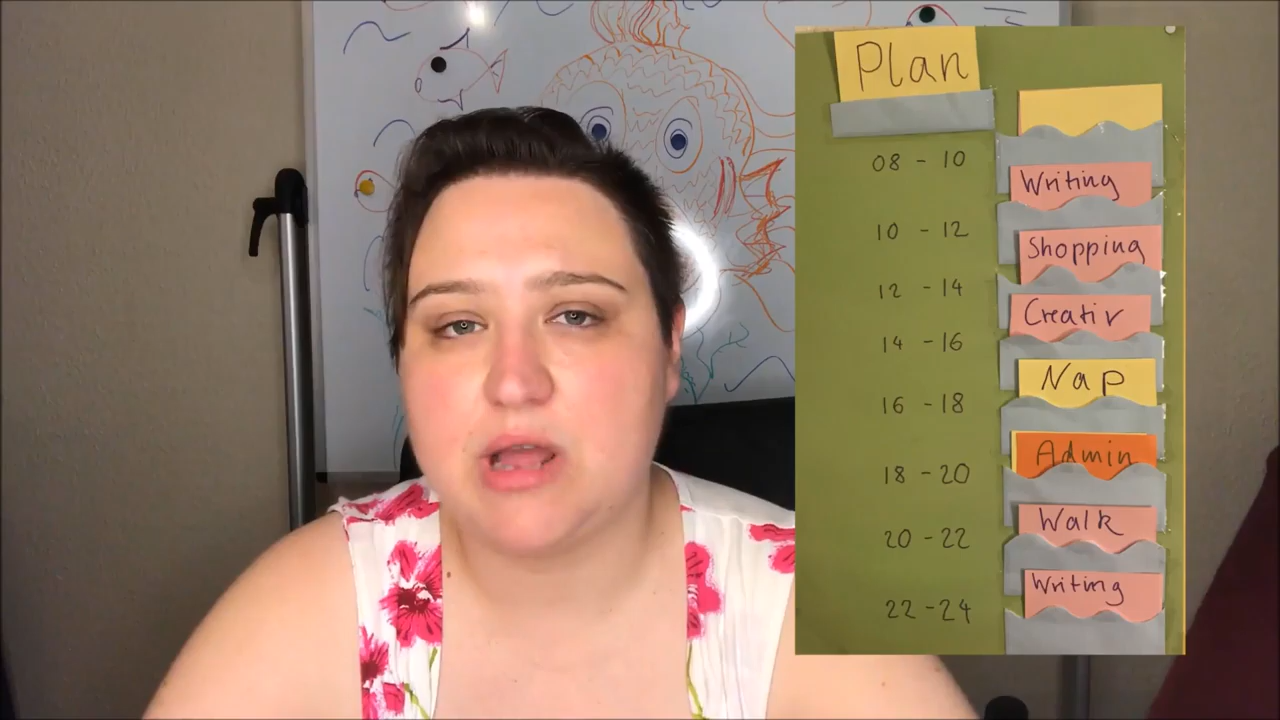 Plan
08 - 10
Writing
10 - 12
Shopping
12 - 14
Creativ
14 - 16
Nap
16 - 18
Admin
18 - 20
Walk
20 - 22
Writing
22 - 24